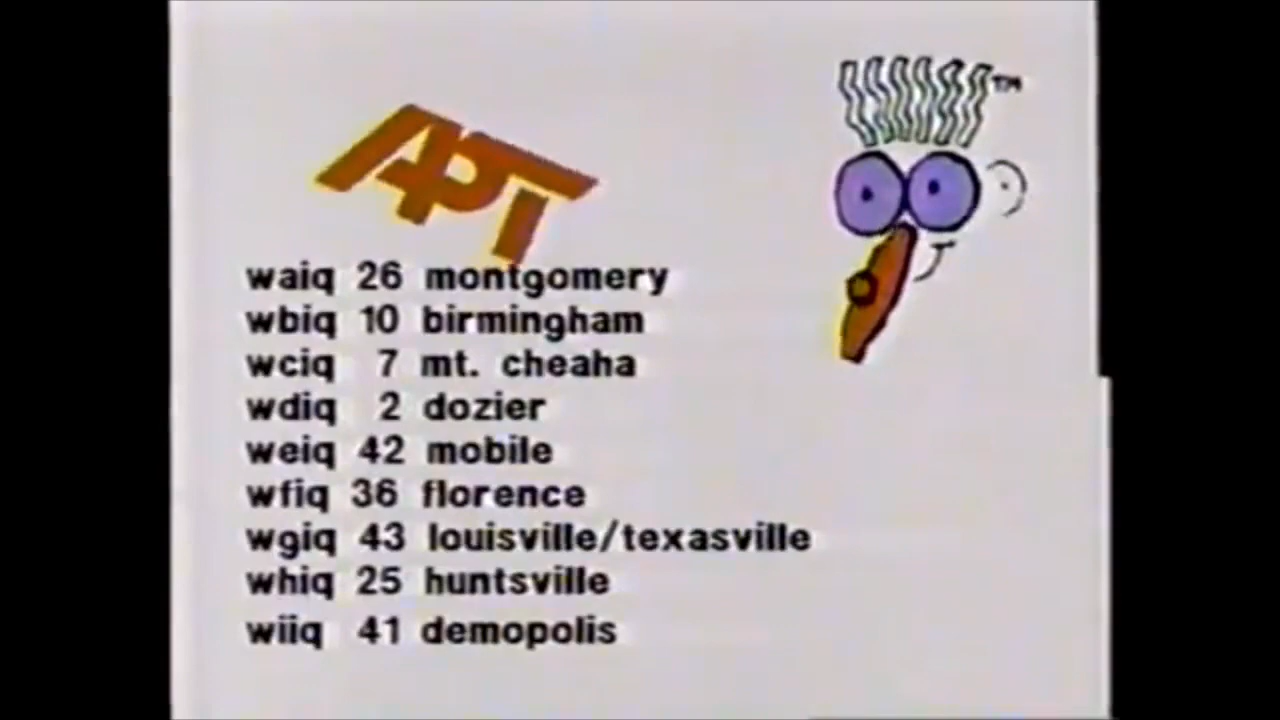 APT
TM
waiq 26 montgomery
wbiq 10 birmingham
wciq 7 mt. cheaha
wdiq 2 dozier
weiq 42 mobile
wfiq 36 florence
wgiq 43 louisville/texasville
whiq 25 huntsville
wiiq 41 demopolis